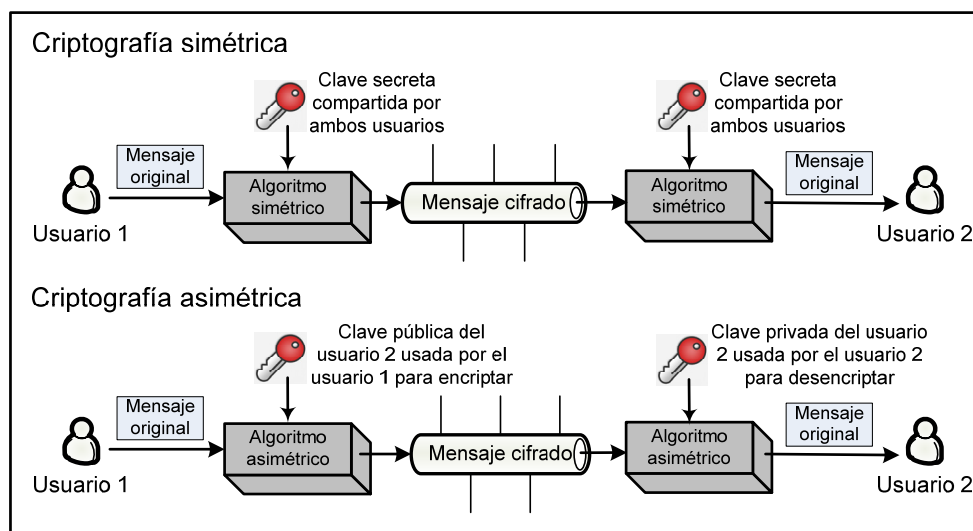 Criptografía simétrica
Clave secreta
compartida por
ambos usuarios
Clave secreta
compartida por
ambos usuarios
Mensaje
original
Algoritmo
simétrico
Mensaje cifrado
Algoritmo
simétrico
Mensaje
original
Usuario 1
Usuario 2
Criptografía asimétrica
Clave pública del
usuario 2 usada por el
usuario 1 para encriptar
Clave privada del usuario
2 usada por el usuario 2
para desencriptar
Mensaje
original
Algoritmo
asimétrico
Mensaje cifrado
Algoritmo
asimétrico
Mensaje
original
Usuario 1
Usuario 2